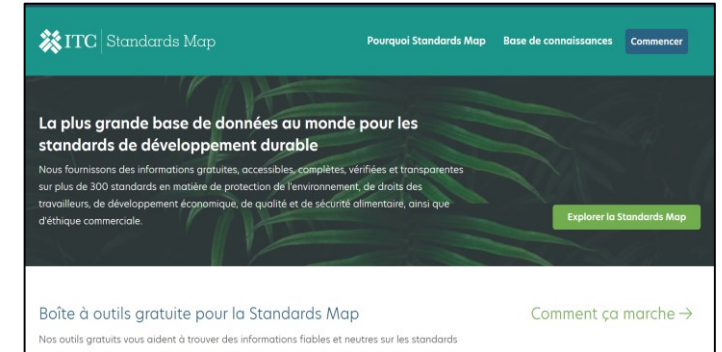 ITC Standards Map
Pourquoi Standards Map Base de connaissances Commencer
La plus grande base de données au monde pour les
standards de développement durable
Nous fournissons des informations gratuites, accessibles, complètes, vérifiées et transparentes
sur plus de 300 standards en matière de protection de l'environnement, de droits des
travailleurs, de développement économique, de qualité et de sécurité alimentaire, ainsi que
d'éthique commerciale.
Explorer la Standards Map
Boîte à outils gratuite pour la Standards Map
Comment ça marche →
Nos outils gratuits vous aident à trouver des informations fiables et neutres sur les standards